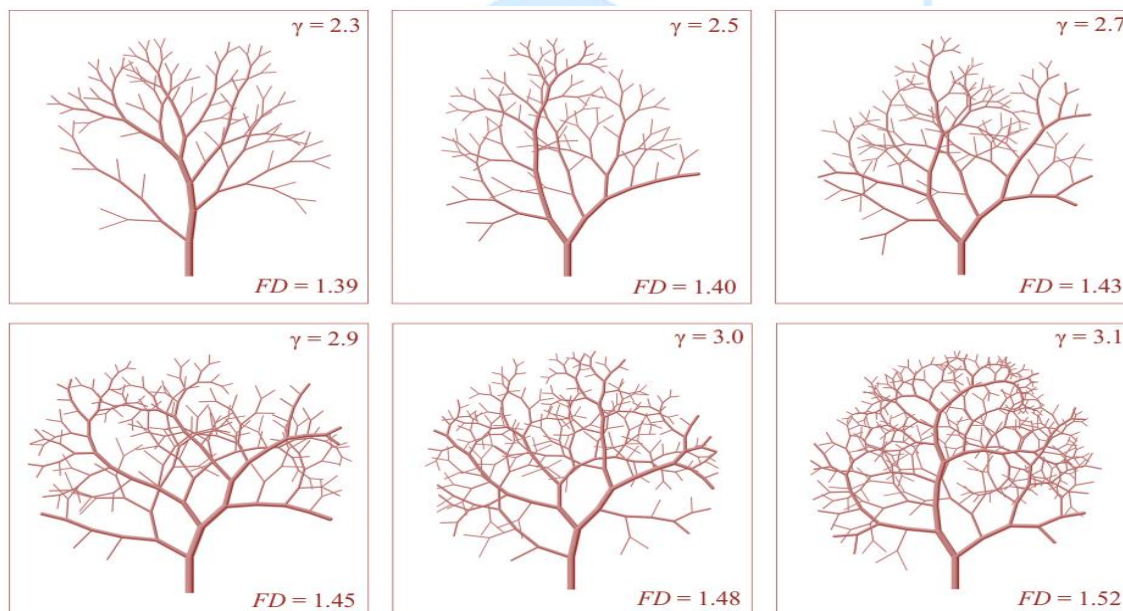 γ = 2.3
FD = 1.39
γ = 2.5
FD = 1.40
γ = 2.7
FD = 1.43
γ = 2.9
FD = 1.45
γ = 3.0
FD = 1.48
γ = 3.1
FD = 1.52